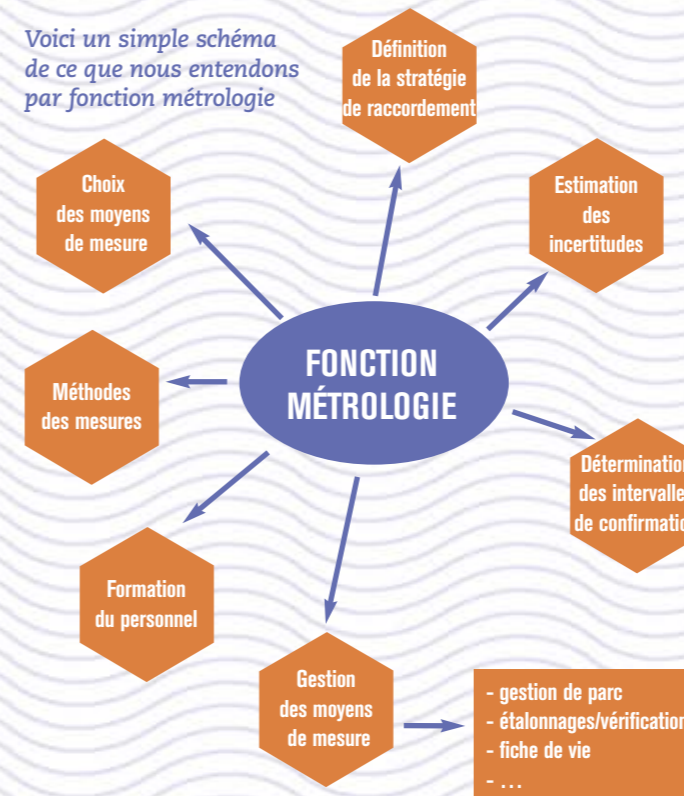 Voici un simple schéma
de ce que nous entendons
par fonction métrologie
Définition
de la stratégie
de raccordement
Choix
des moyens
de mesure
Estimation
des
incertitudes
FONCTION
MÉTROLOGIE
Méthodes
des mesures
Détermination
des intervalle
de confirmatio
Formation
du personnel
Gestion
des moyens
de mesure
- gestion de parc
- étalonnages/vérification
- fiche de vie
- ...